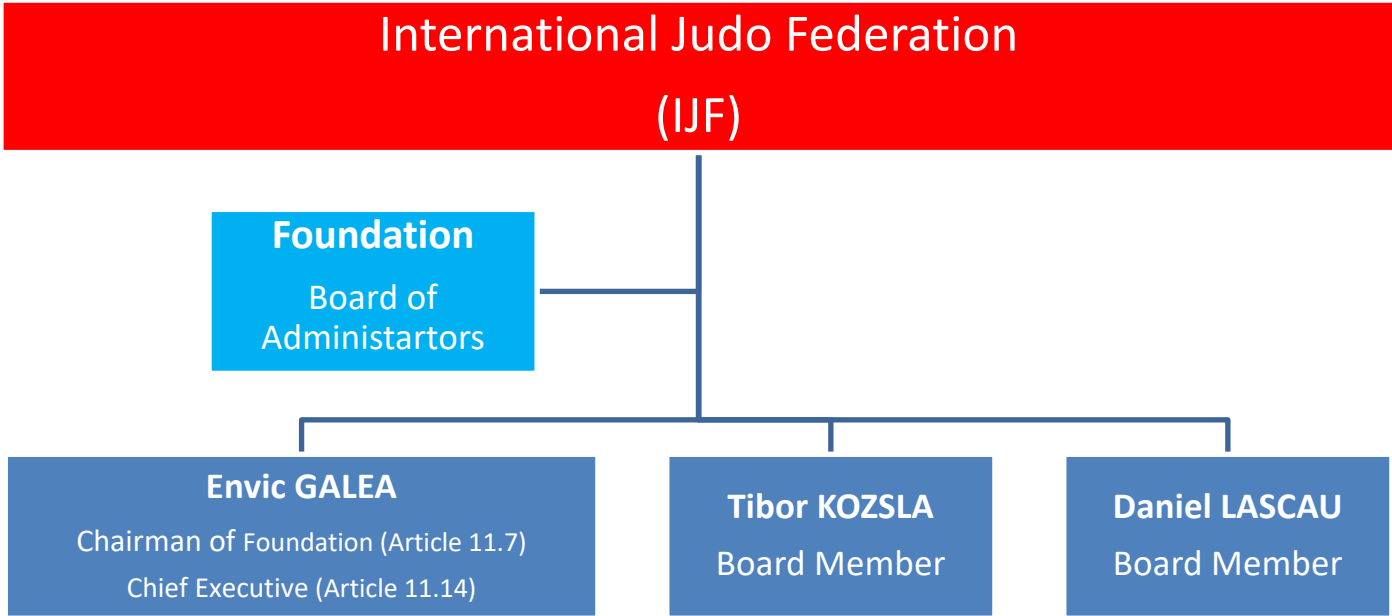 International Judo Federation
(IJF)
Foundation
Board of
Administartors
Envic GALEA
Chairman of Foundation (Article 11.7)
Chief Executive (Article 11.14)
Tibor KOZSLA
Board Member
Daniel LASCAU
Board Member